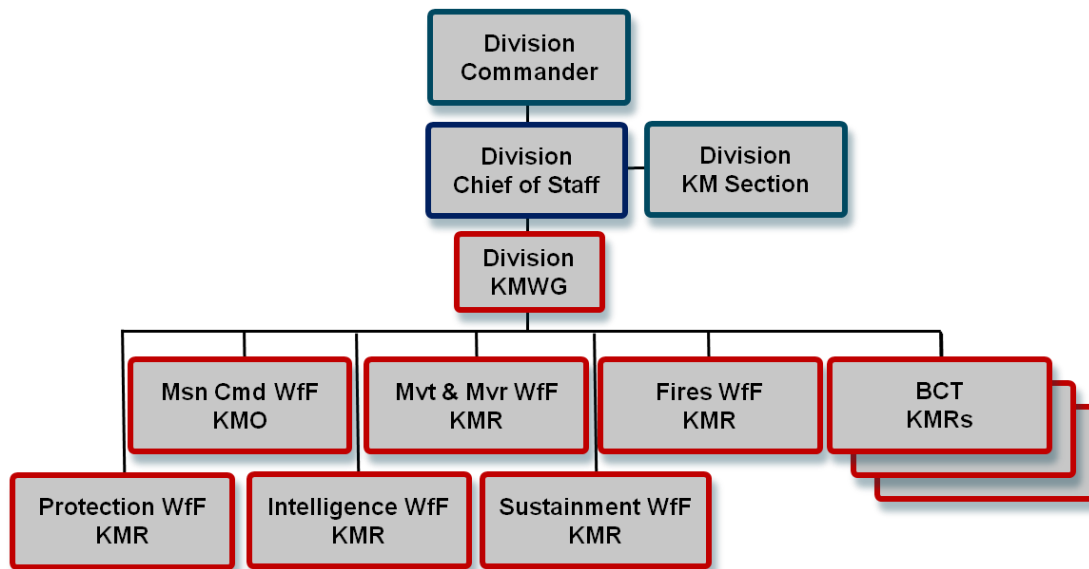 Division
Commander
Division
Chief of Staff
Division
KM Section
Division
KMWG
Msn Cmd WfF
KMO
Mvt & Mvr WfF
KMR
Fires WfF
KMR
BCT
KMRs
Protection WfF
KMR
Intelligence WfF
KMR
Sustainment WfF
KMR